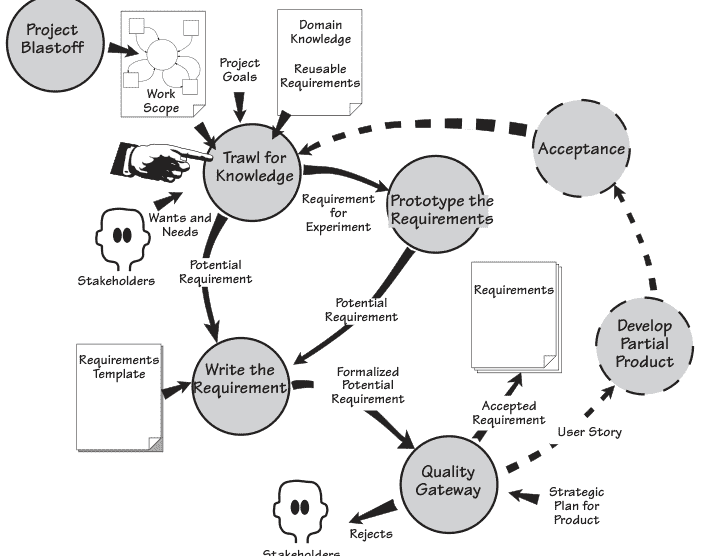 Project
Blastoff
Work
Scope
Project
Goals
Domain
Knowledge
Reusable
Requirements
Trawl for
Knowledge
Acceptance
Wants and
Needs
Stakeholders
Requirement
for
Experiment
Prototype the
Requirements
Potential
Requirement
Potential
Requirement
Requirements
Develop
Partial
Product
Requirements
Template
Write the
Requirement
Formalized
Potential
Requirement
Accepted
Requirement
User Story
Quality
Gateway
Strategic
Plan for
Product
Rejects
Stakeholders